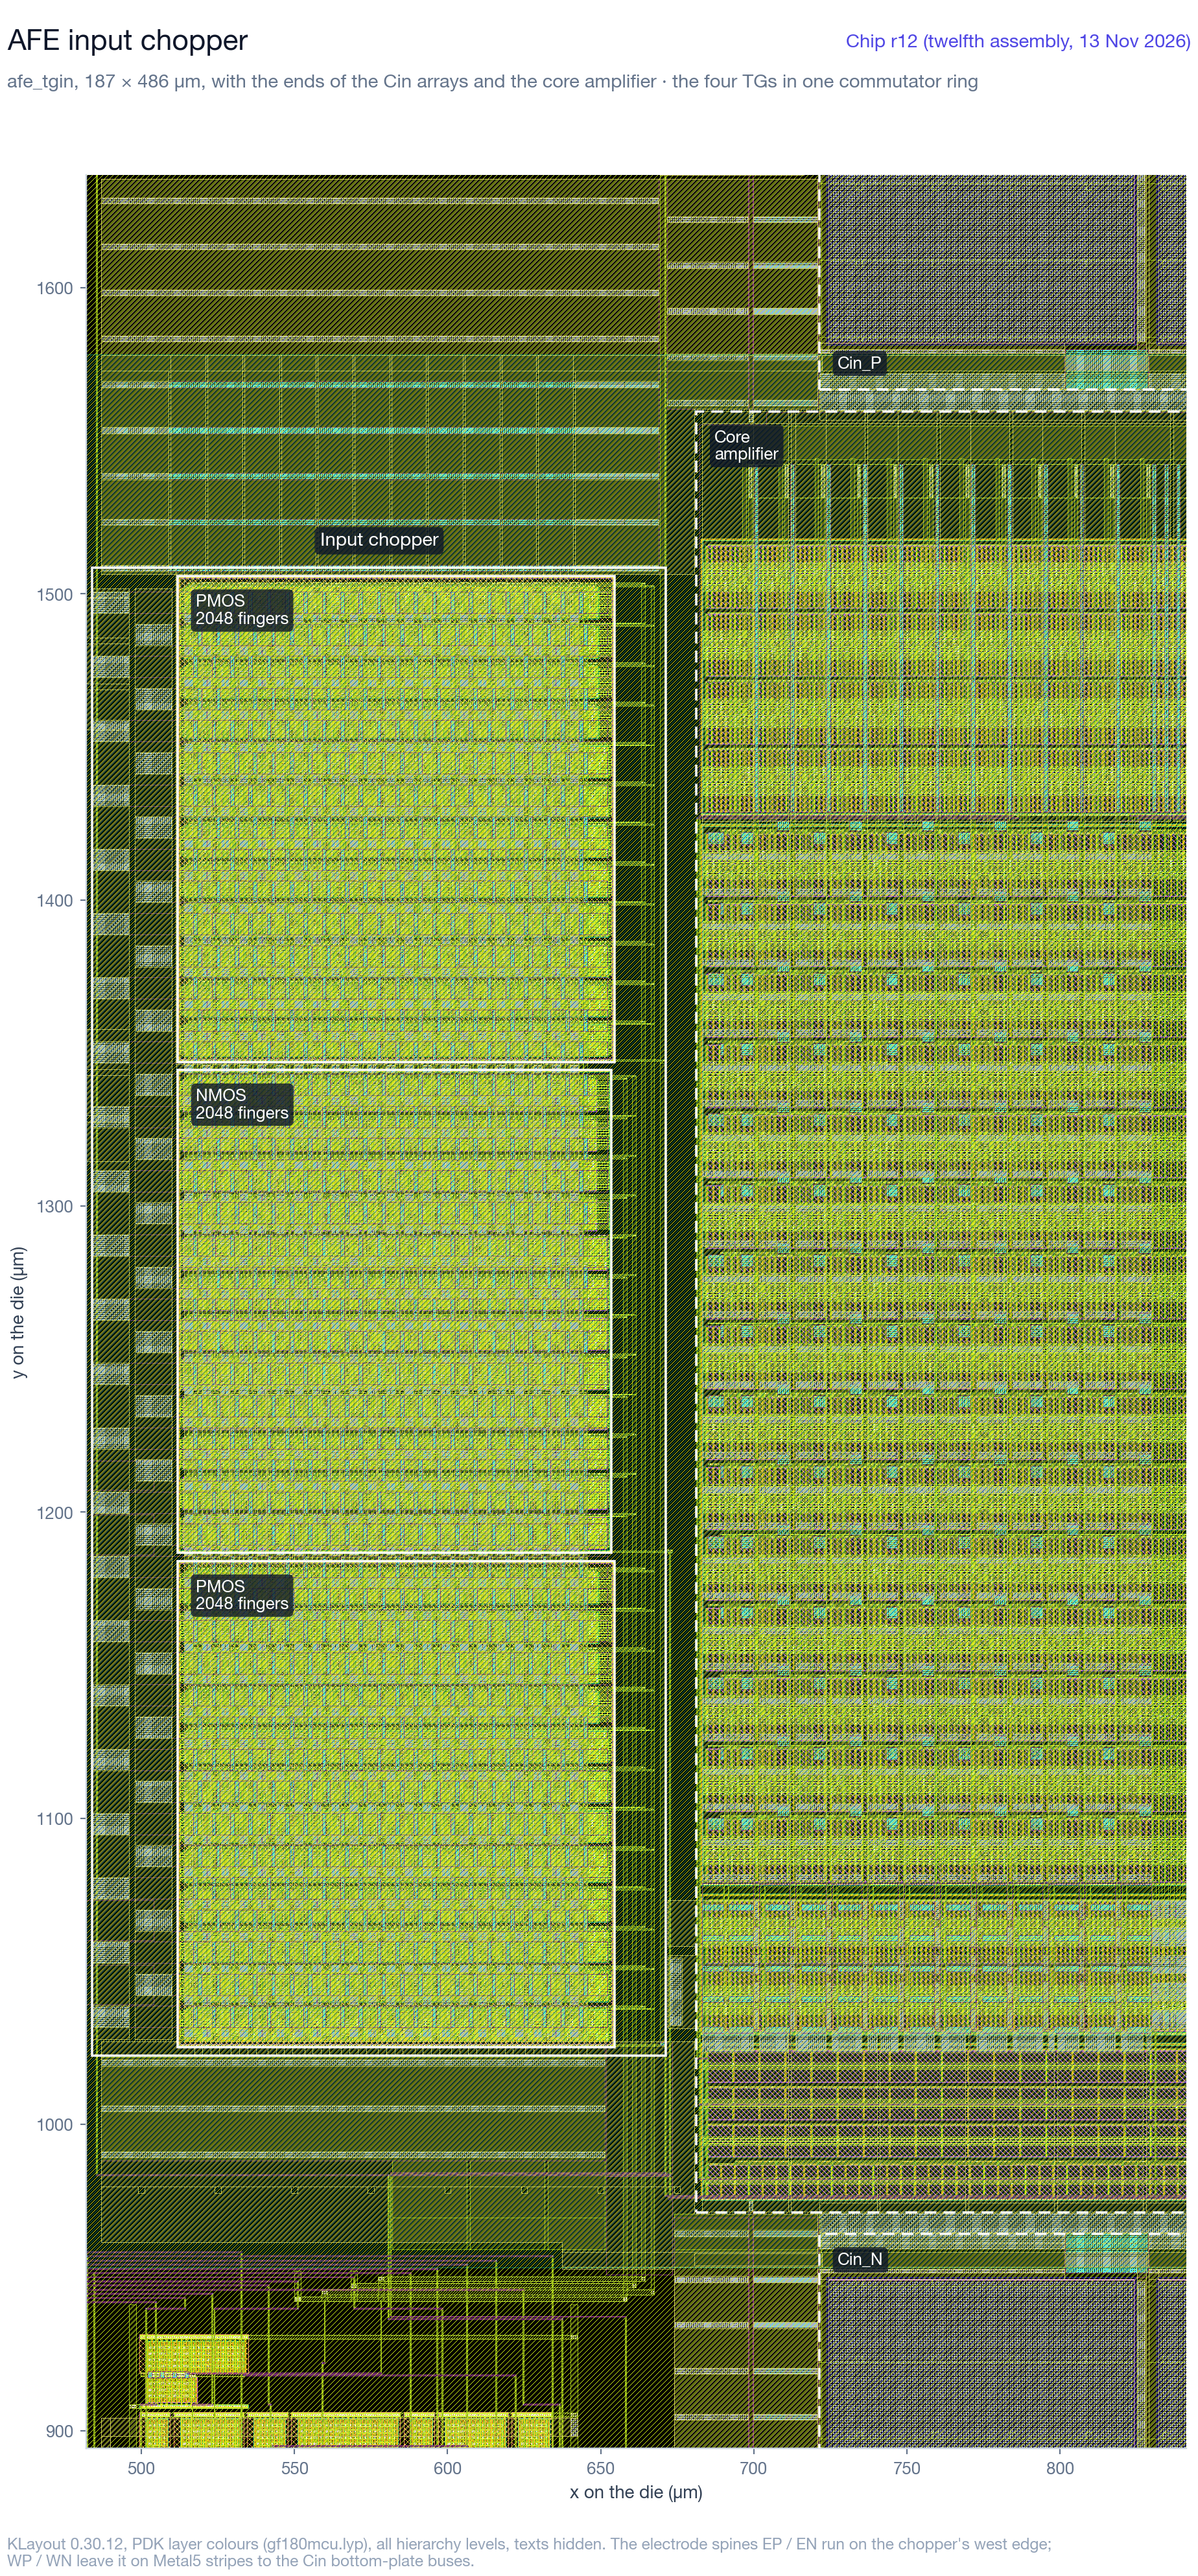 AFE input chopper
Chip r12 (twelfth assembly, 13 Nov 2026)
afe_tgin, 187 × 486 µm, with the ends of the Cin arrays and the core amplifier · the four TGs in one commutator ring
1600
Cin_P
Core
amplifier
Input chopper
1500
PMOS
2048 fingers
1400
NMOS
2048 fingers
1300
y on the die (µm)
1200
PMOS
2048 fingers
1100
1000
Cin_N
900
500
550
600
650
700
750
800
x on the die (µm)
KLayout 0.30.12, PDK layer colours (gf180mcu.lyp), all hierarchy levels, texts hidden. The electrode spines EP / EN run on the chopper's west edge;
WP / WN leave it on Metal5 stripes to the Cin bottom-plate buses.